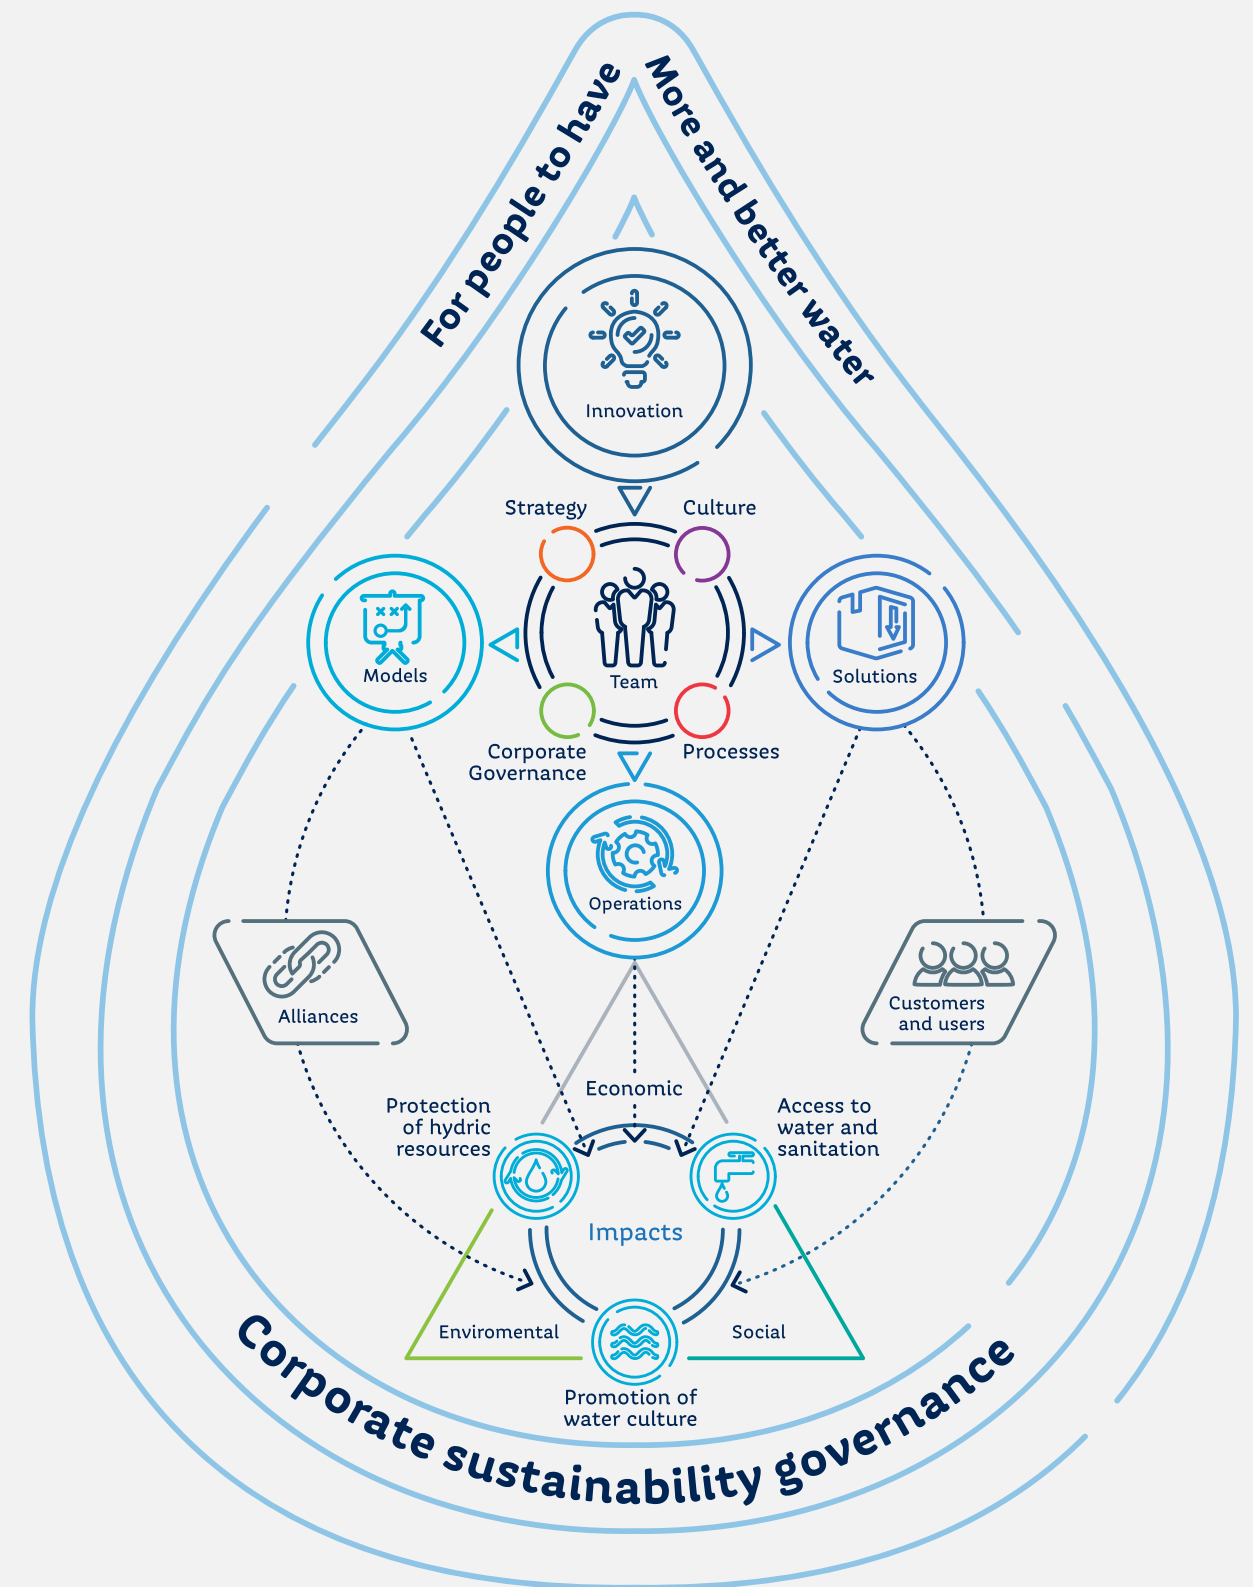 For people to have
More and better water
Innovation
Strategy
Culture
Models
Team
Solutions
Corporate
Governance
Processes
Operations
Alliances
Customers
and users
Economic
Protection
of hydric
resources
Access to
water and
sanitation
Impacts
Enviromental
Social
Promotion of
water culture
Corporate sustainability governance